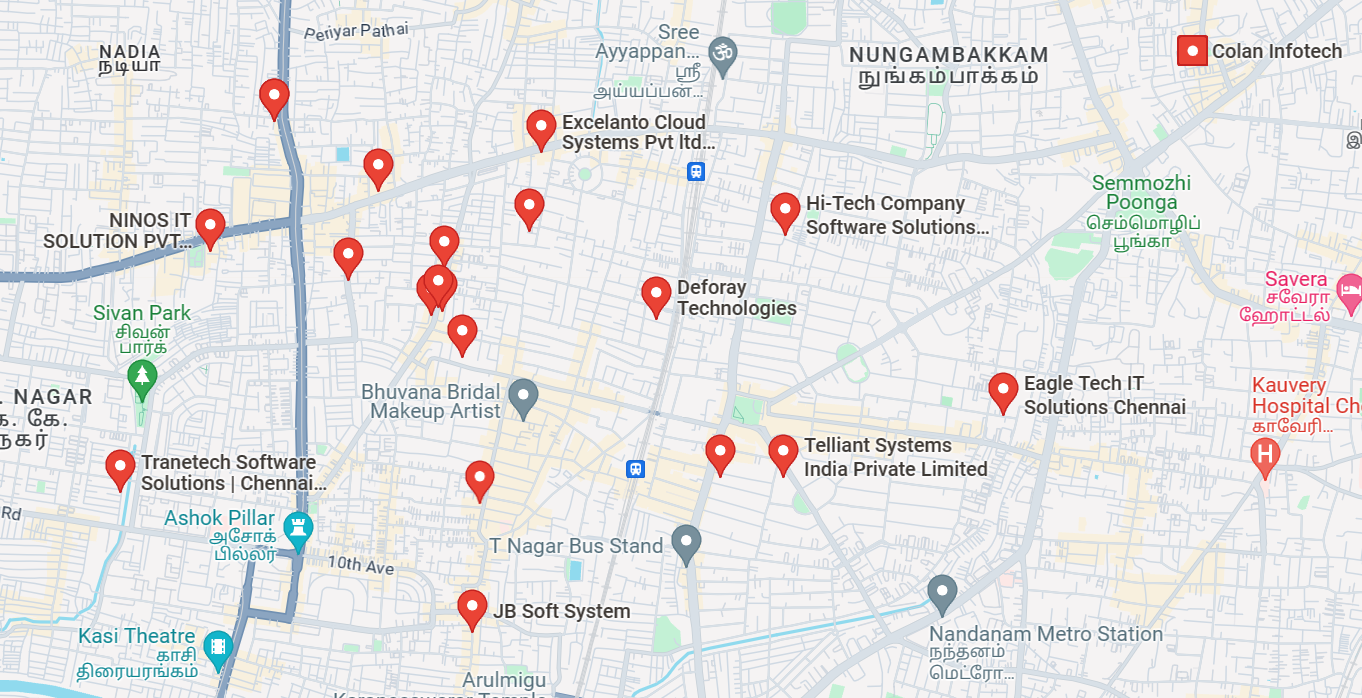 Periyar Pathai
NADIA
நடியா
Sree
Ayyappan...
ஸ்ரீ
அய்யப்பன்...
NUNGAMBAKKAM
நுங்கம்பாக்கம்
Colan Infotech
Excelanto Cloud
Systems Pvt ltd...
Semmozhi
Poonga
செம்மொழிப்
பூங்கா
Hi-Tech Company
Software Solutions...
NINOS IT
SOLUTION PVT...
Deforay
Technologies
Savera
சவேரா
ஹோட்டல்
Sivan Park
சிவன்
பார்க்
Bhuvana Bridal
Makeup Artist
Eagle Tech IT
Solutions Chennai
Kauvery
Hospital
காவேரி...
H
NAGAR
கே.
நகர்
Telliant Systems
India Private Limited
Tranetech Software
Solutions | Chennai...
Rd
Ashok Pillar
அசோக்
பில்லர்
T Nagar Bus Stand
10th Ave
JB Soft System
Kasi Theatre
காசி
திரையரங்கம்
Nandanam Metro Station
நந்தனம்
மெட்ரோ...
Arulmigu